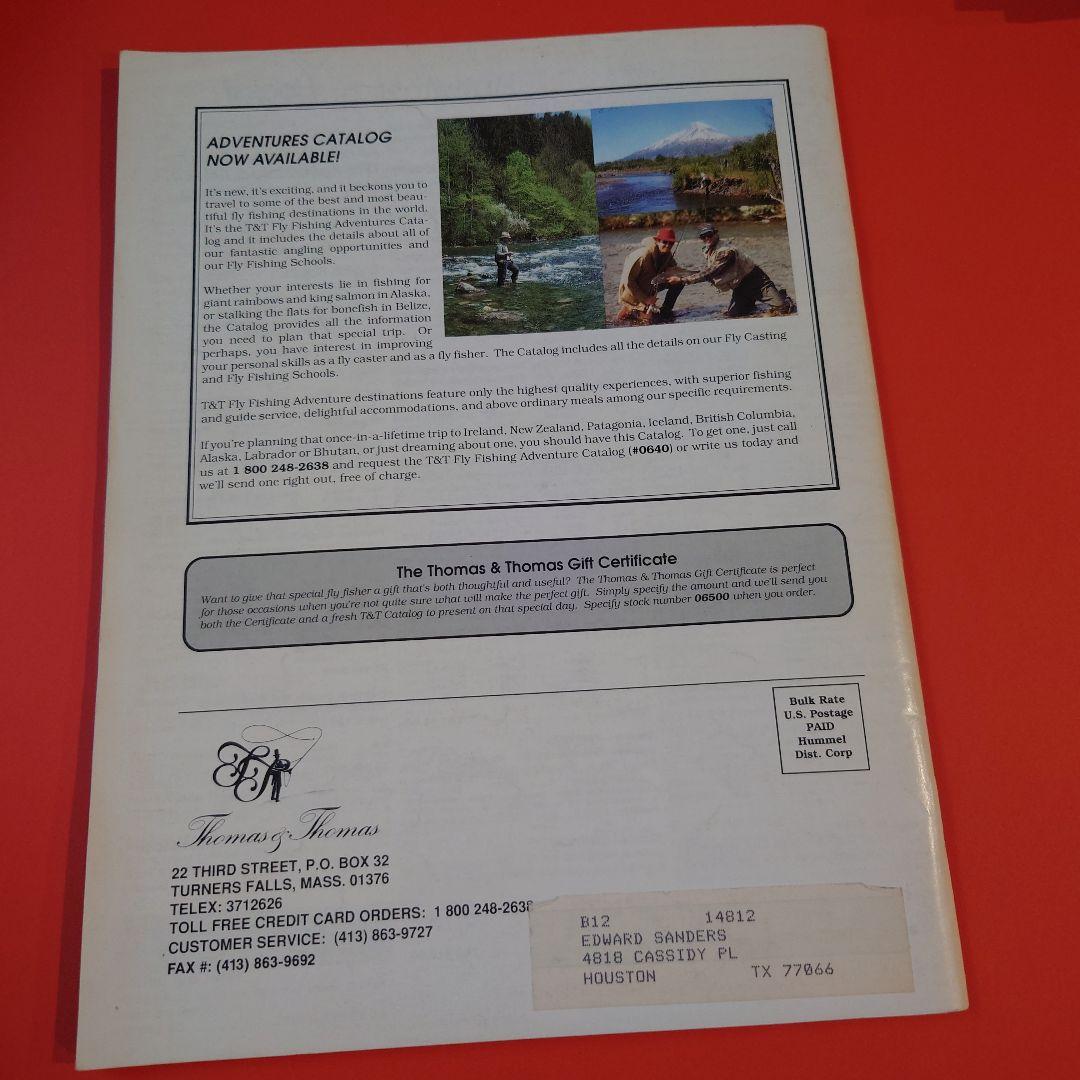 ADVENTURES CATALOG
NOW AVAILABLE!
It's new, it's exciting, and it beckons you to
travel to some of the best and most beau-
tiful fly fishing destinations in the world.
It's the T&T Fly Fishing Adventures Cata-
log and it includes the details about all of
our fantastic angling opportunities and
our Fly Fishing Schools.
Whether your interests lie in fishing for
giant rainbows and king salmon in Alaska,
or stalking the flats for bonefish in Belize,
the Catalog provides all the information
you need to plan that special trip. Or
perhaps, you have interest in improving
your personal skills as a fly caster and as a fly fisher. The Catalog includes all the details on our Fly Casting
and Fly Fishing Schools.
T&T Fly Fishing Adventure destinations feature only the highest quality experiences, with superior fishing
and guide service, delightful accommodations, and above ordinary meals among our specific requirements.
If you're planning that once-in-a-lifetime trip to Ireland, New Zealand, Patagonia, Iceland, British Columbia,
Alaska, Labrador or Bhutan, or just dreaming about one, you should have this Catalog. To get one, just call
us at 1 800 248-2638 and request the T&T Fly Fishing Adventure Catalog (#0640) or write us today and
we'll send one right out, free of charge.
The Thomas & Thomas Gift Certificate
Want to give that special fly fisher a gift that's both thoughtful and useful? The Thomas & Thomas Gift Certificate is perfect
for those occasions when you're not quite sure what will make the perfect gift. Simply specify the amount and we'll send you
both the Certificate and a fresh T&T Catalog to present on that special day. Specify stock number 06500 when you order.
Bulk Rate
U.S. Postage
PAID
Hummel
Dist. Corp
Thomas & Thomas
22 THIRD STREET, P.O. BOX 32
TURNERS FALLS, MASS. 01376
TELEX: 3712626
TOLL FREE CREDIT CARD ORDERS: 1 800 248-2638
CUSTOMER SERVICE: (413) 863-9727
FAX #: (413) 863-9692
B12 14812
EDWARD SANDERS
4818 CASSIDY PL
HOUSTON TX 77066